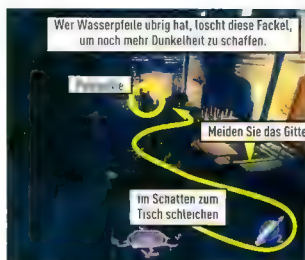 Wer Wasserpfeile übrig hat, löscht diese Fackel,
um noch mehr Dunkelheit zu schaffen.
Meiden Sie das Gitte
im Schatten zum
Tisch schleichen